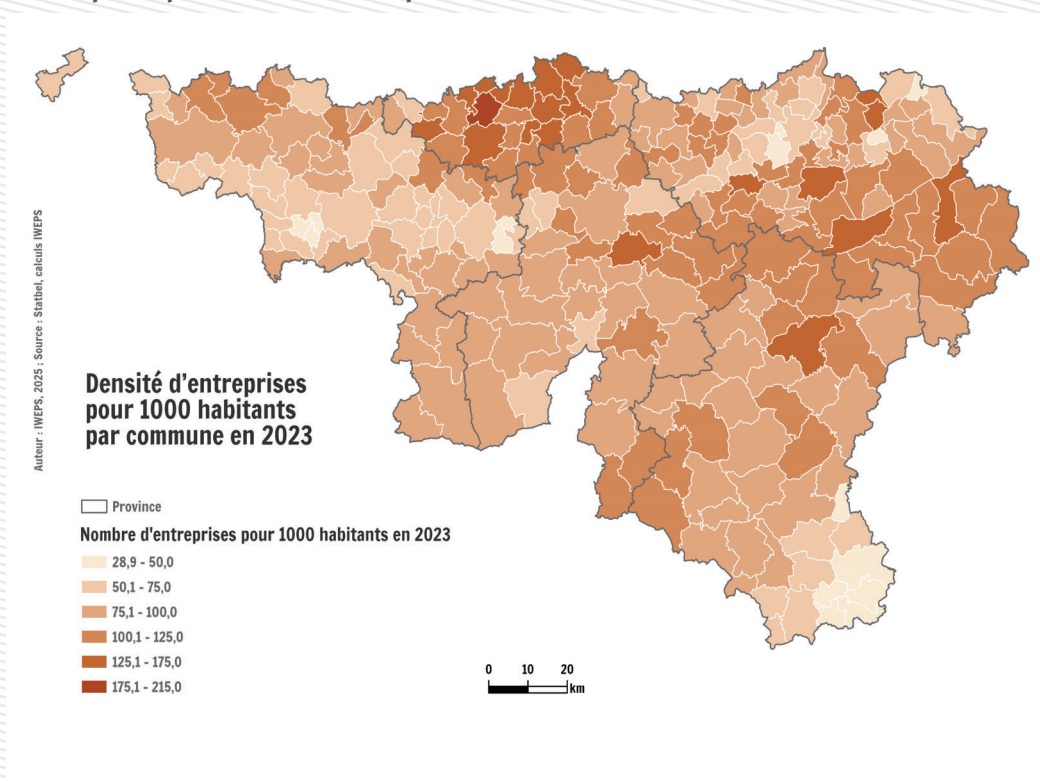 Densité d'entreprises
pour 1000 habitants
par commune en 2023
Province
Nombre d'entreprises pour 1000 habitants en 2023
28,9 - 50,0
50,1 - 75,0
75,1 - 100,0
100,1 - 125,0
125,1 - 175,0
175,1 - 215,0
0 10 20
km
Auteur : IWEPS, 2025 ; Source : Statbel, calculs IWEPS